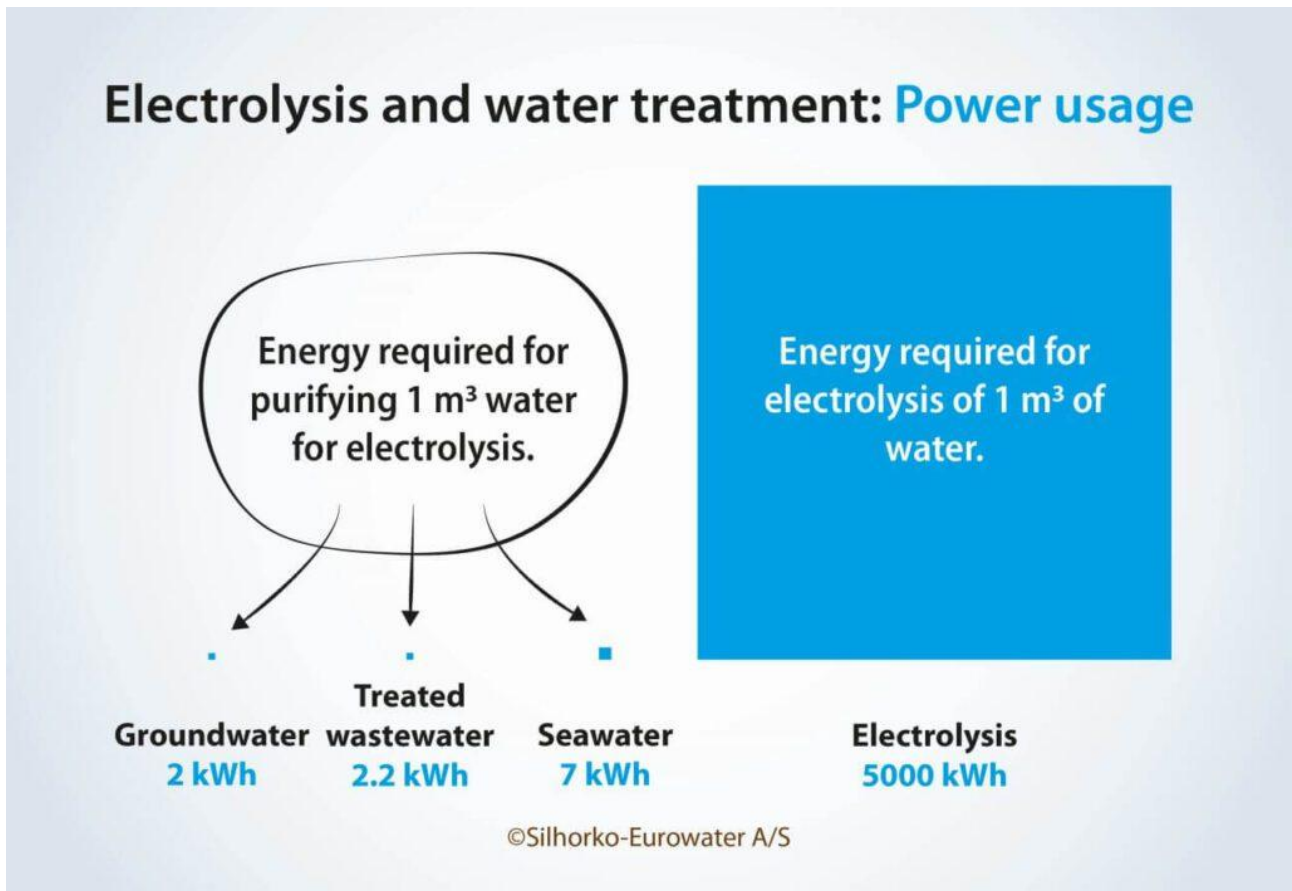 Electrolysis and water treatment: Power usage
Energy required for
purifying 1 m³ water
for electrolysis.
Energy required for
electrolysis of 1 m³ of
water.
Groundwater
2 kWh
Treated
wastewater
2.2 kWh
Seawater
7 kWh
Electrolysis
5000 kWh
©Silhorko-Eurowater A/S